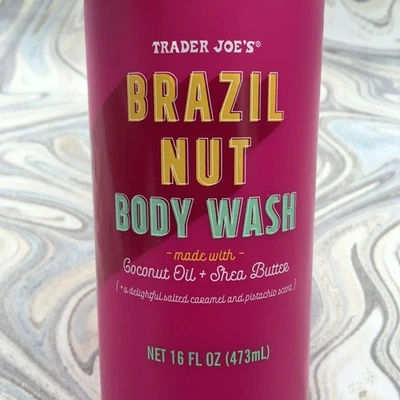 TRADER JOE'S®
BRAZIL
NUT
BODY WASH
- made with -
Coconut Oil + Shea Butter
[ + a delightful salted caramel and pistachio scent ]
NET 16 FL OZ (473mL)